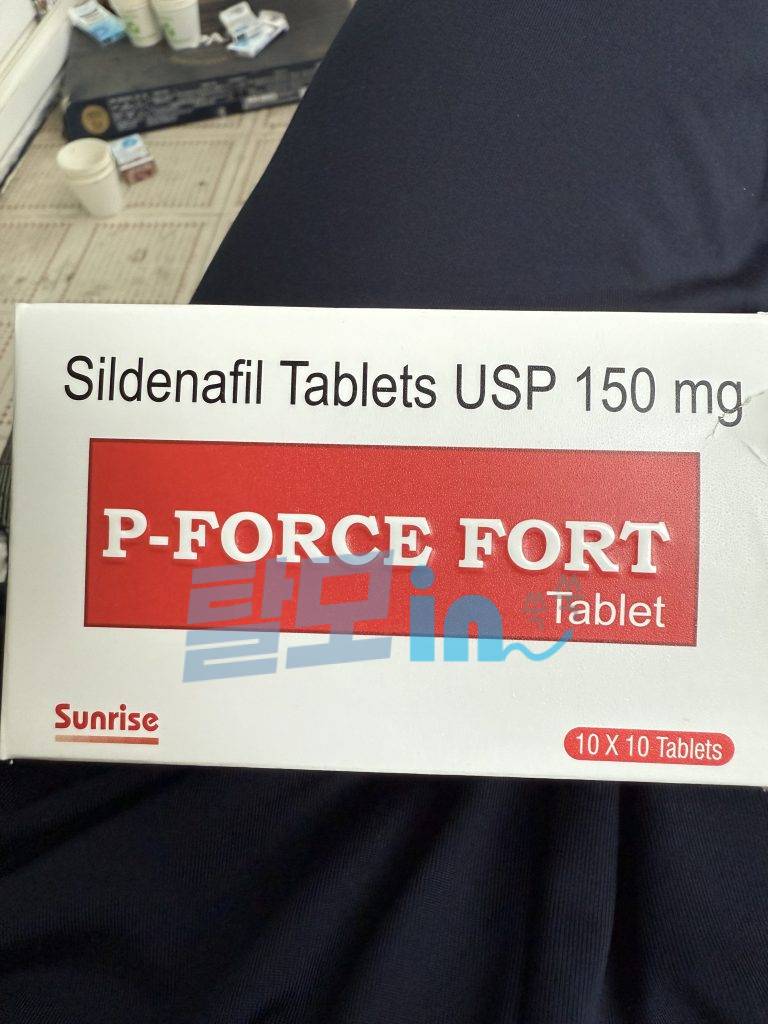 Sildenafil Tablets USP 150 mg
P-FORCE FORT
Tablet
탈모in
Sunrise
10 X 10 Tablets